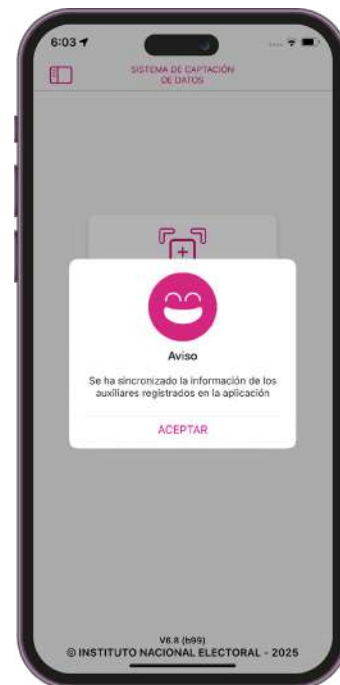 6:03
SISTEMA DE CAPTACIÓN
DE DATOS
Aviso
Se ha sincronizado la información de los
auxiliares registrados en la aplicación
ACEPTAR
V6.8 (b99)
© INSTITUTO NACIONAL ELECTORAL - 2025